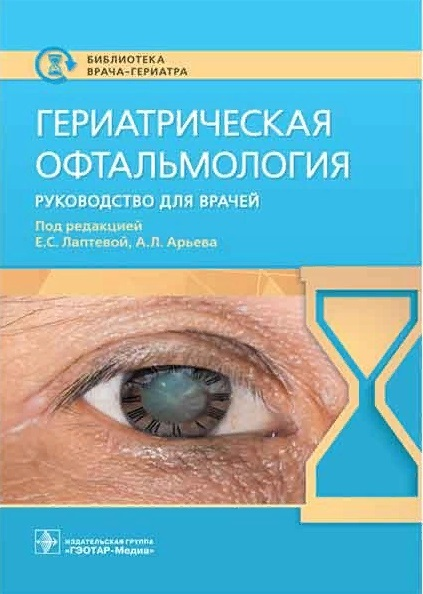 БИБЛИОТЕКА
ВРАЧА-ГЕРИАТРА
ГЕРИАТРИЧЕСКАЯ
ОФТАЛЬМОЛОГИЯ
РУКОВОДСТВО ДЛЯ ВРАЧЕЙ
Под редакцией
Е.С. Лаптевой, А.Л. Арьева
ИЗДАТЕЛЬСКАЯ ГРУППА
«ГЭОТАР-Медиа»